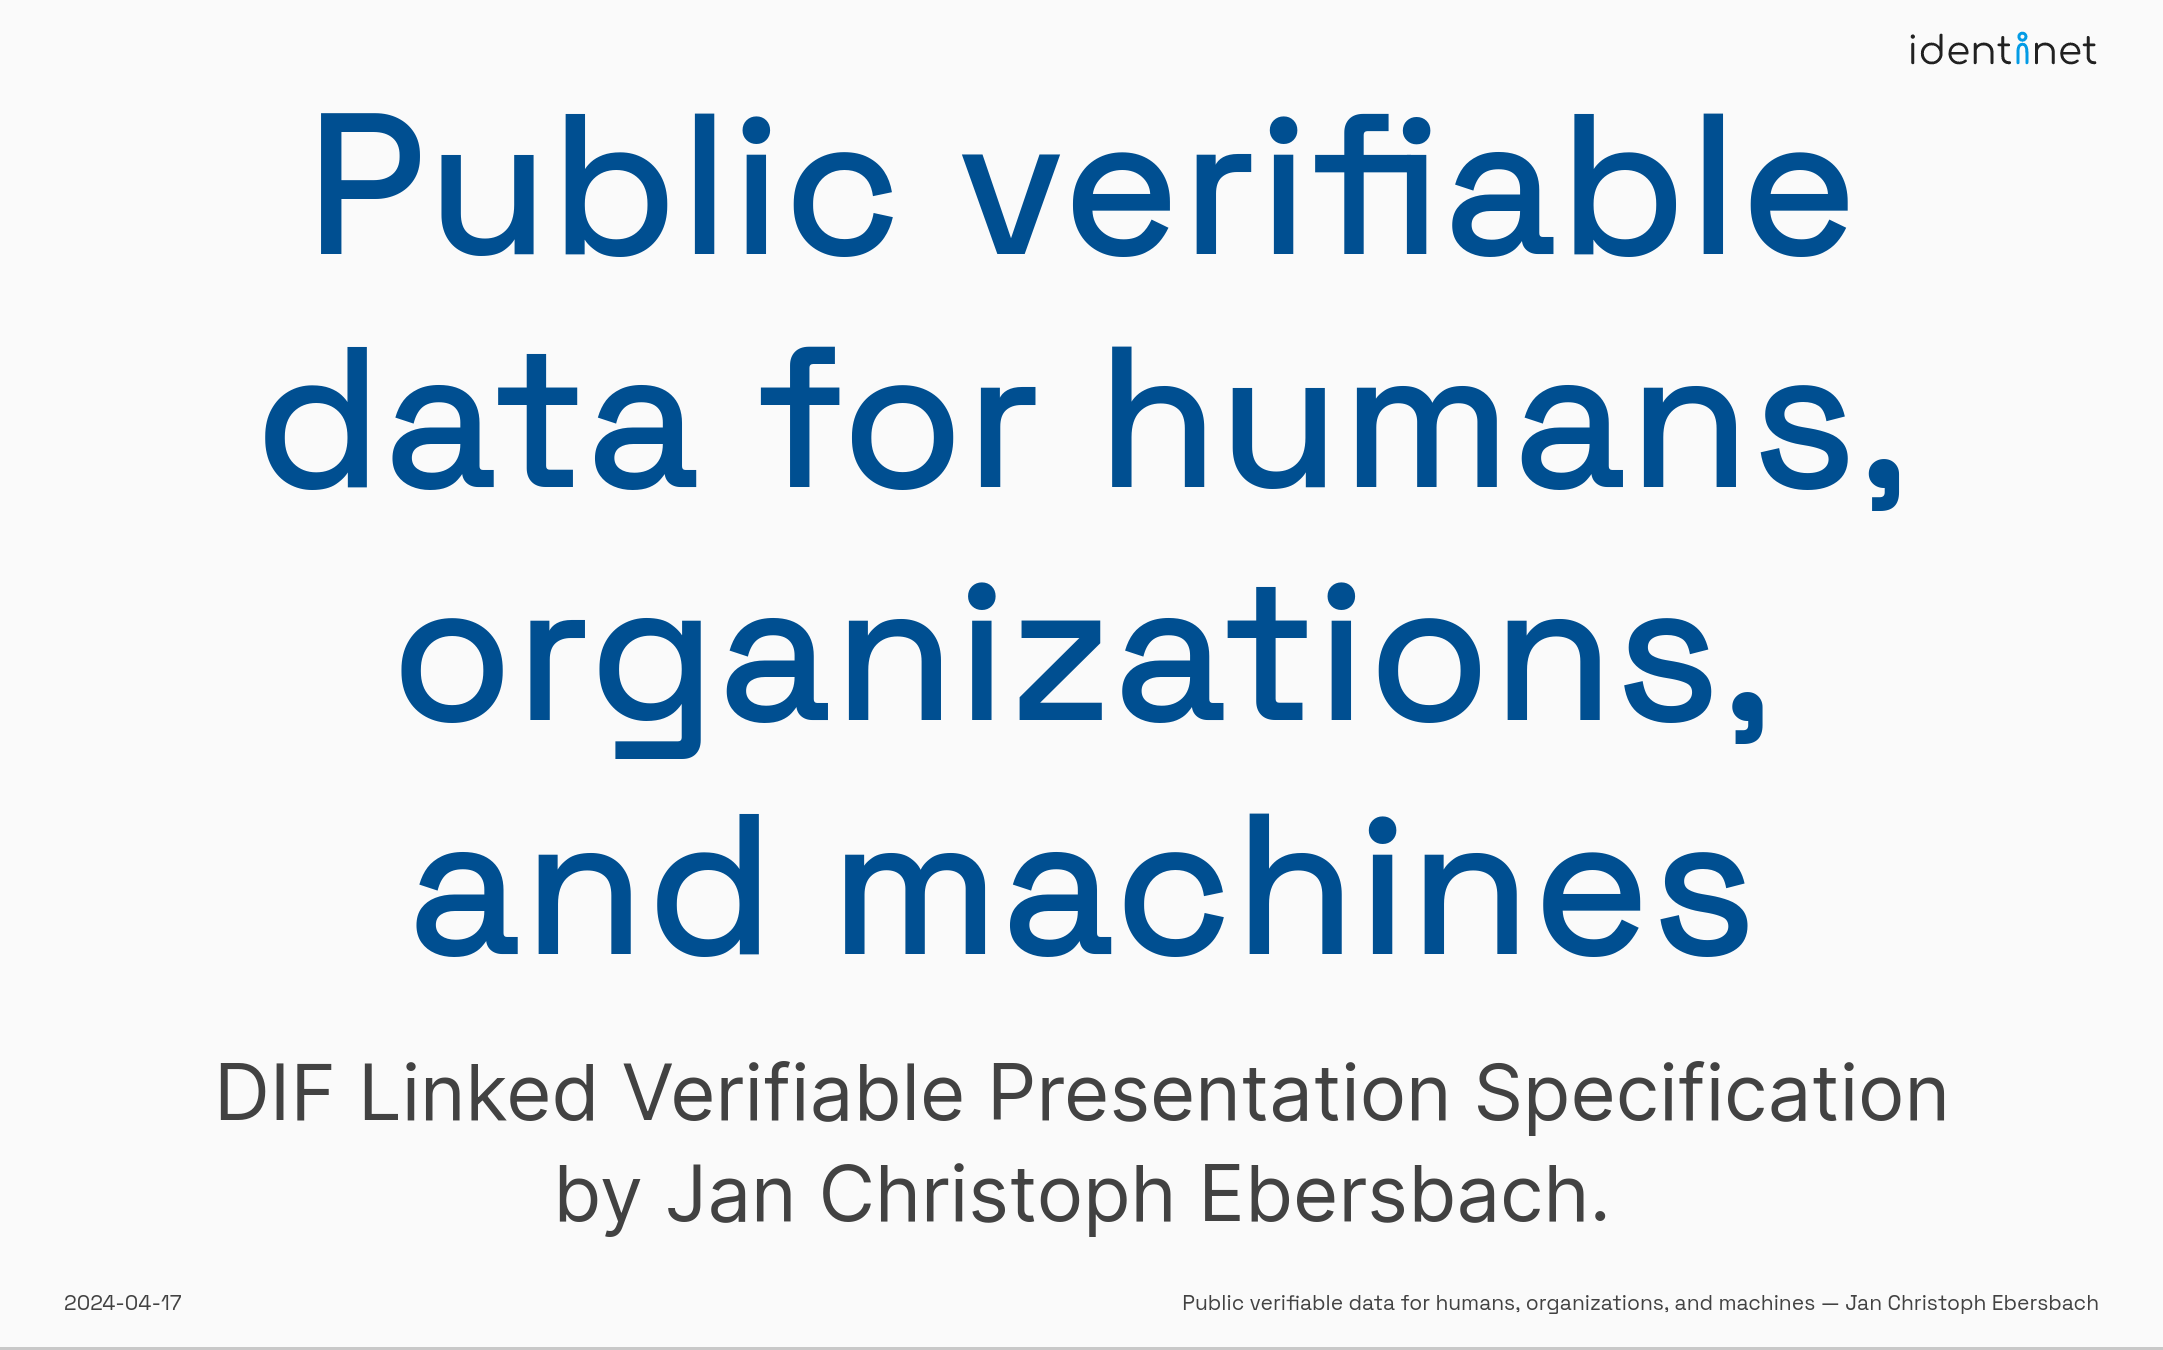 identinet
Public verifiable
data for humans,
organizations,
and machines
DIF Linked Verifiable Presentation Specification
by Jan Christoph Ebersbach.
2024-04-17
Public verifiable data for humans, organizations, and machines — Jan Christoph Ebersbach